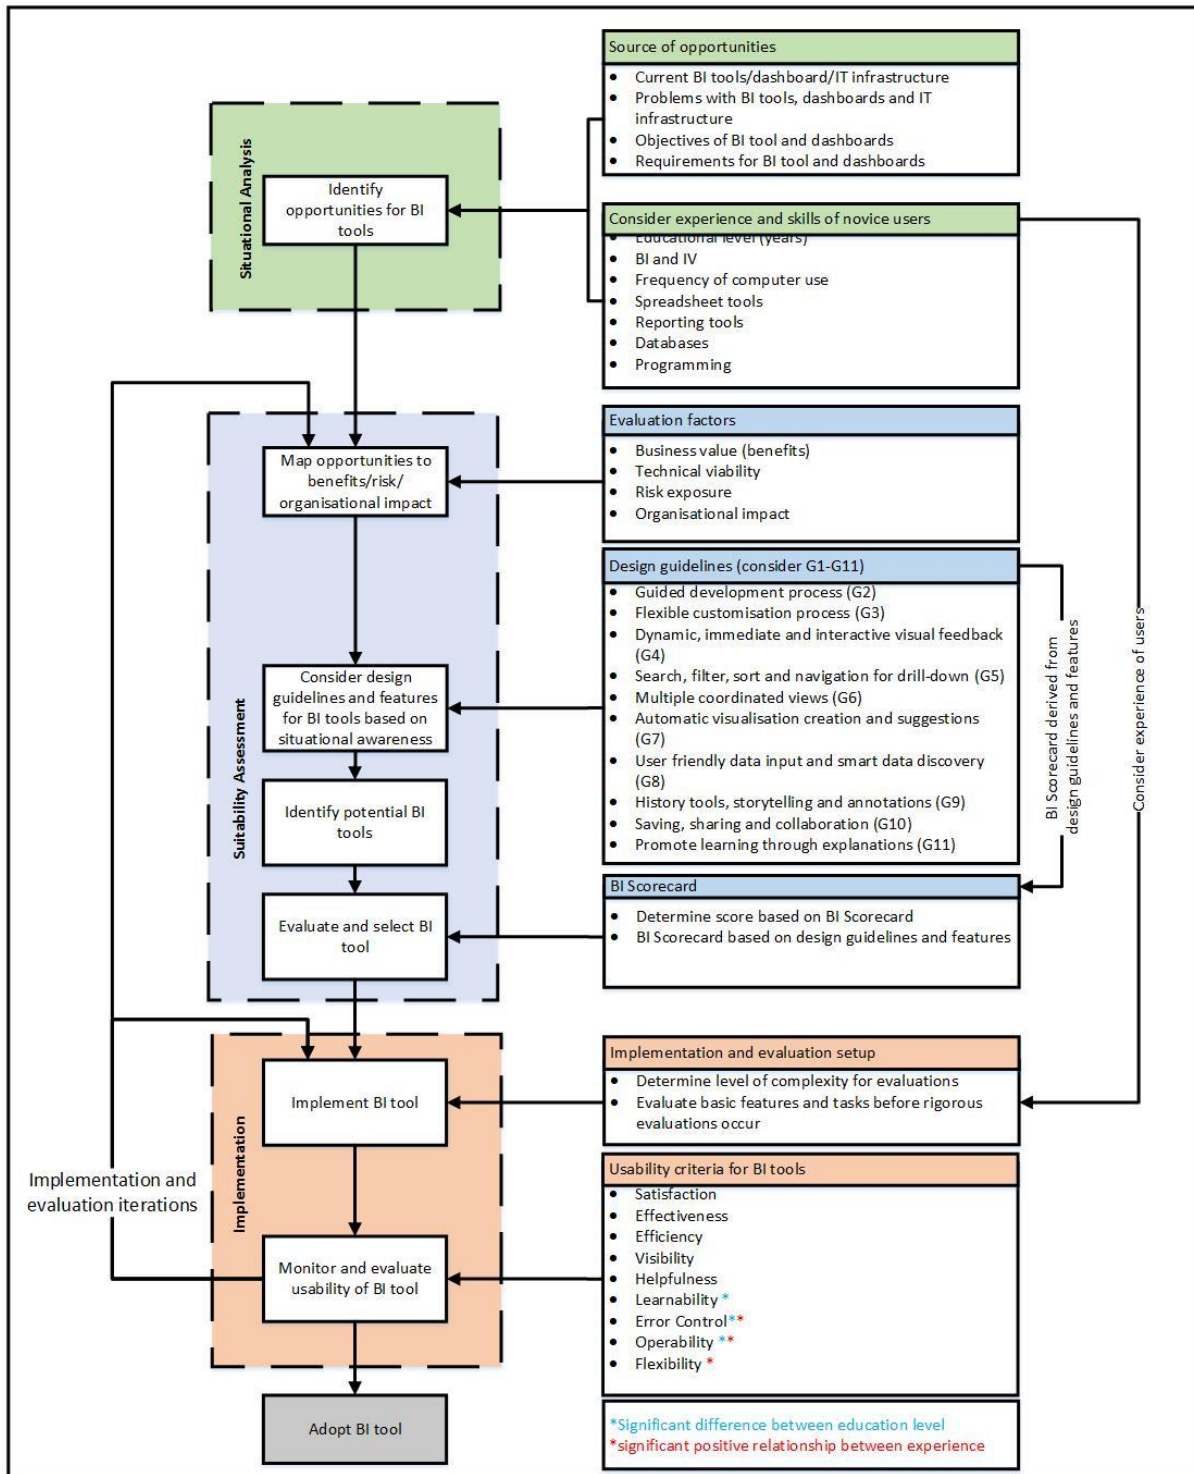 Source of opportunities
• Current BI tools/dashboard/IT infrastructure
• Problems with BI tools, dashboards and IT
infrastructure
• Objectives of BI tool and dashboards
• Requirements for BI tool and dashboards
Situational Analysis
Identify
opportunities for BI
tools
Consider experience and skills of novice users
• Educational level (years)
• BI and IV
• Frequency of computer use
• Spreadsheet tools
• Reporting tools
• Databases
• Programming
Evaluation factors
• Business value (benefits)
• Technical viability
• Risk exposure
• Organisational impact
Suitability Assessment
Map opportunities to
benefits/risk/
organisational impact
Design guidelines (consider G1-G11)
• Guided development process (G2)
• Flexible customisation process (G3)
• Dynamic, immediate and interactive visual feedback
(G4)
• Search, filter, sort and navigation for drill-down (G5)
• Multiple coordinated views (G6)
• Automatic visualisation creation and suggestions
(G7)
• User friendly data input and smart data discovery
(G8)
• History tools, storytelling and annotations (G9)
• Saving, sharing and collaboration (G10)
• Promote learning through explanations (G11)
Consider design
guidelines and features
for BI tools based on
situational awareness
Identify potential BI
tools
Evaluate and select BI
tool
BI Scorecard derived from
design guidelines and features
Consider experience of users
BI Scorecard
• Determine score based on BI Scorecard
• BI Scorecard based on design guidelines and features
Implementation
Implement BI tool
Implementation and evaluation setup
• Determine level of complexity for evaluations
• Evaluate basic features and tasks before rigorous
evaluations occur
Implementation and
evaluation iterations
Monitor and evaluate
usability of BI tool
Usability criteria for BI tools
• Satisfaction
• Effectiveness
• Efficiency
• Visibility
• Helpfulness
• Learnability *
• Error Control**
• Operability **
• Flexibility *
Adopt BI tool
*Significant difference between education level
*significant positive relationship between experience